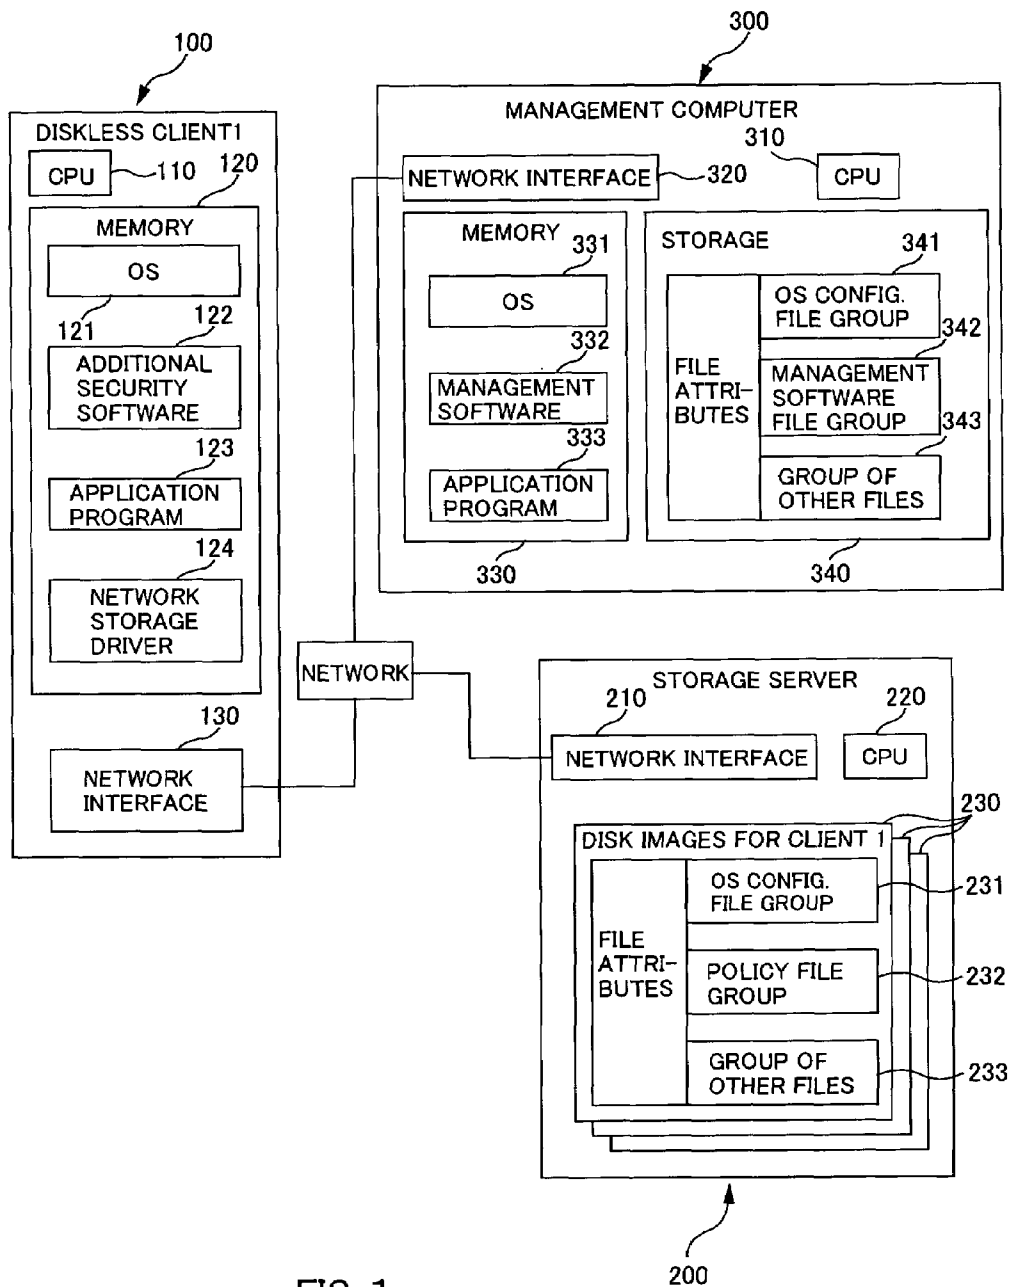 100
DISKLESS CLIENT1
CPU
110
120
MEMORY
OS
121
122
ADDITIONAL
SECURITY
SOFTWARE
123
APPLICATION
PROGRAM
124
NETWORK
STORAGE
DRIVER
130
NETWORK
INTERFACE
300
MANAGEMENT COMPUTER
310
NETWORK INTERFACE
320
CPU
MEMORY
331
OS
332
MANAGEMENT
SOFTWARE
333
APPLICATION
PROGRAM
330
STORAGE
341
FILE
ATTRI-
BUTES
OS CONFIG.
FILE GROUP
342
MANAGEMENT
SOFTWARE
FILE GROUP
343
GROUP OF
OTHER FILES
340
NETWORK
STORAGE SERVER
210
220
NETWORK INTERFACE
CPU
230
DISK IMAGES FOR CLIENT 1
FILE
ATTRI-
BUTES
OS CONFIG.
FILE GROUP
231
POLICY FILE
GROUP
232
GROUP OF
OTHER FILES
233
200
FIG. 1